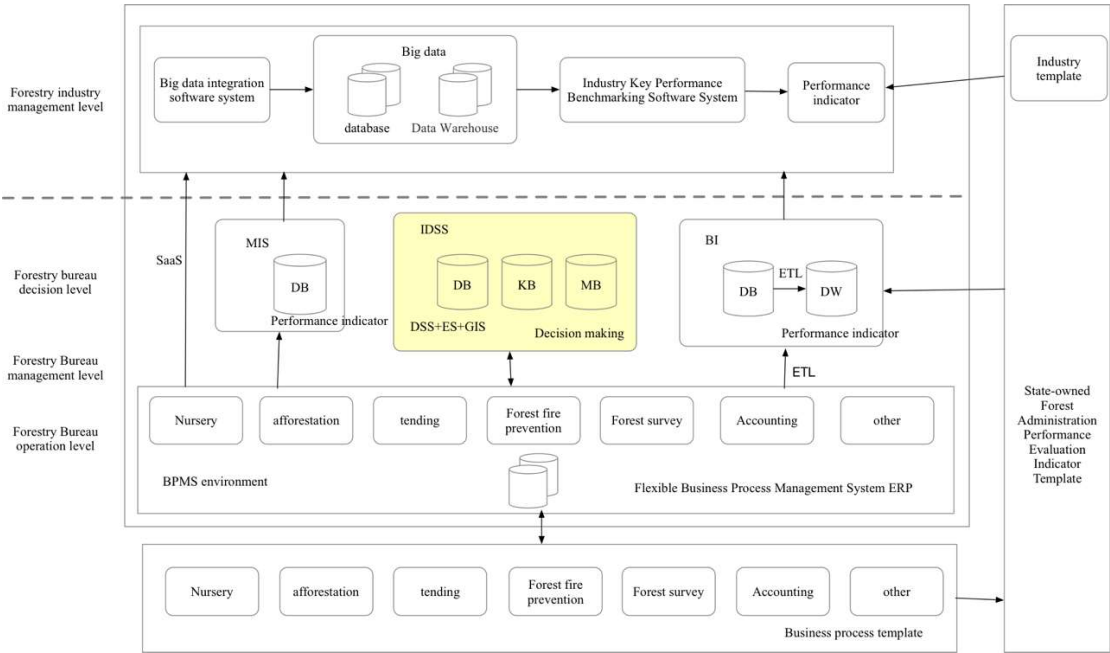 Forestry industry
management level
Big data integration
software system
Big data
database
Data Warehouse
Industry Key Performance
Benchmarking Software System
Performance
indicator
Industry
template
SaaS
MIS
DB
Performance indicator
IDSS
DB
KB
MB
DSS+ES+GIS
Decision making
BI
DB
ETL
DW
Performance indicator
Forestry bureau
decision level
Forestry Bureau
management level
ETL
Forestry Bureau
operation level
Nursery
afforestation
tending
Forest fire
prevention
Forest survey
Accounting
other
BPMS environment
Flexible Business Process Management System ERP
State-owned
Forest
Administration
Performance
Evaluation
Indicator
Template
Nursery
afforestation
tending
Forest fire
prevention
Forest survey
Accounting
other
Business process template